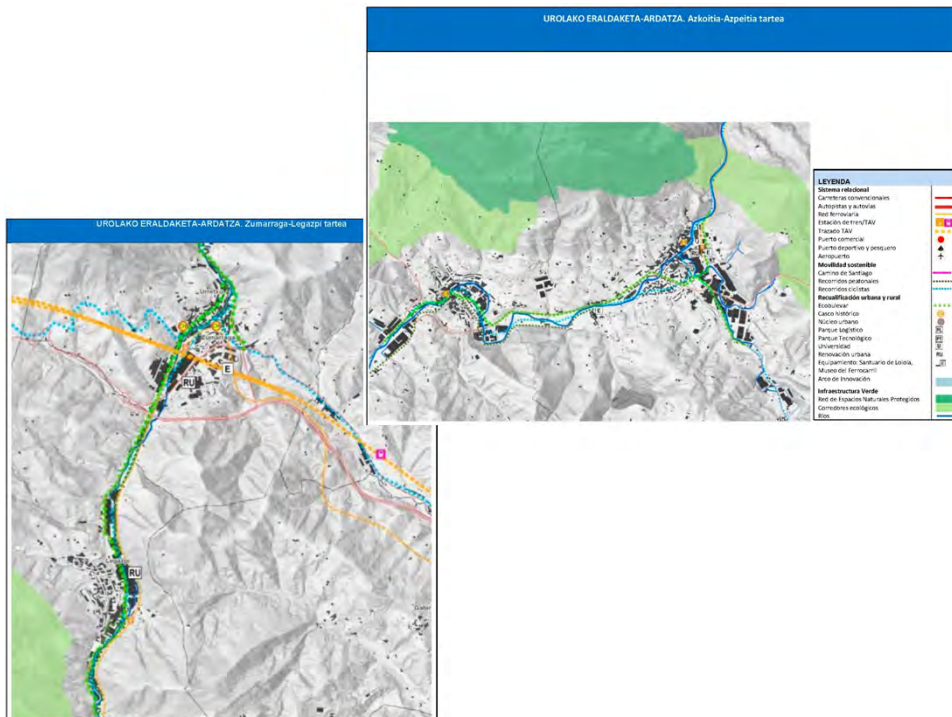 UROLAKO ERALDAKETA-ARDATZA. Azkoitia-Azpeitia tartea
UROLAKO ERALDAKETA-ARDATZA. Zumarraga-Legazpi tartea
LEYENDA
Sistema relacional
Carreteras convencionales
Autopistas y autovías
Red ferroviaria
Estación de tren/TAV
Trazado TAV
Puerto comercial
Puerto deportivo y pesquero
Aeropuerto
Movilidad sostenible
Camino de Santiago
Recorridos peatonales
Recorridos ciclistas
Recualificación urbana y rural
Ecobulevar
Casco histórico
Núcleo urbano
Parque Logístico
Parque Tecnológico
Universidad
Renovación urbana
Equipamiento: Santuario de Loiola,
Museo del Ferrocarril
Area de Innovación
Infraestructura Verde
Red de Espacios Naturales Protegidos
Corredores ecológicos
Ríos
E
RU
RU